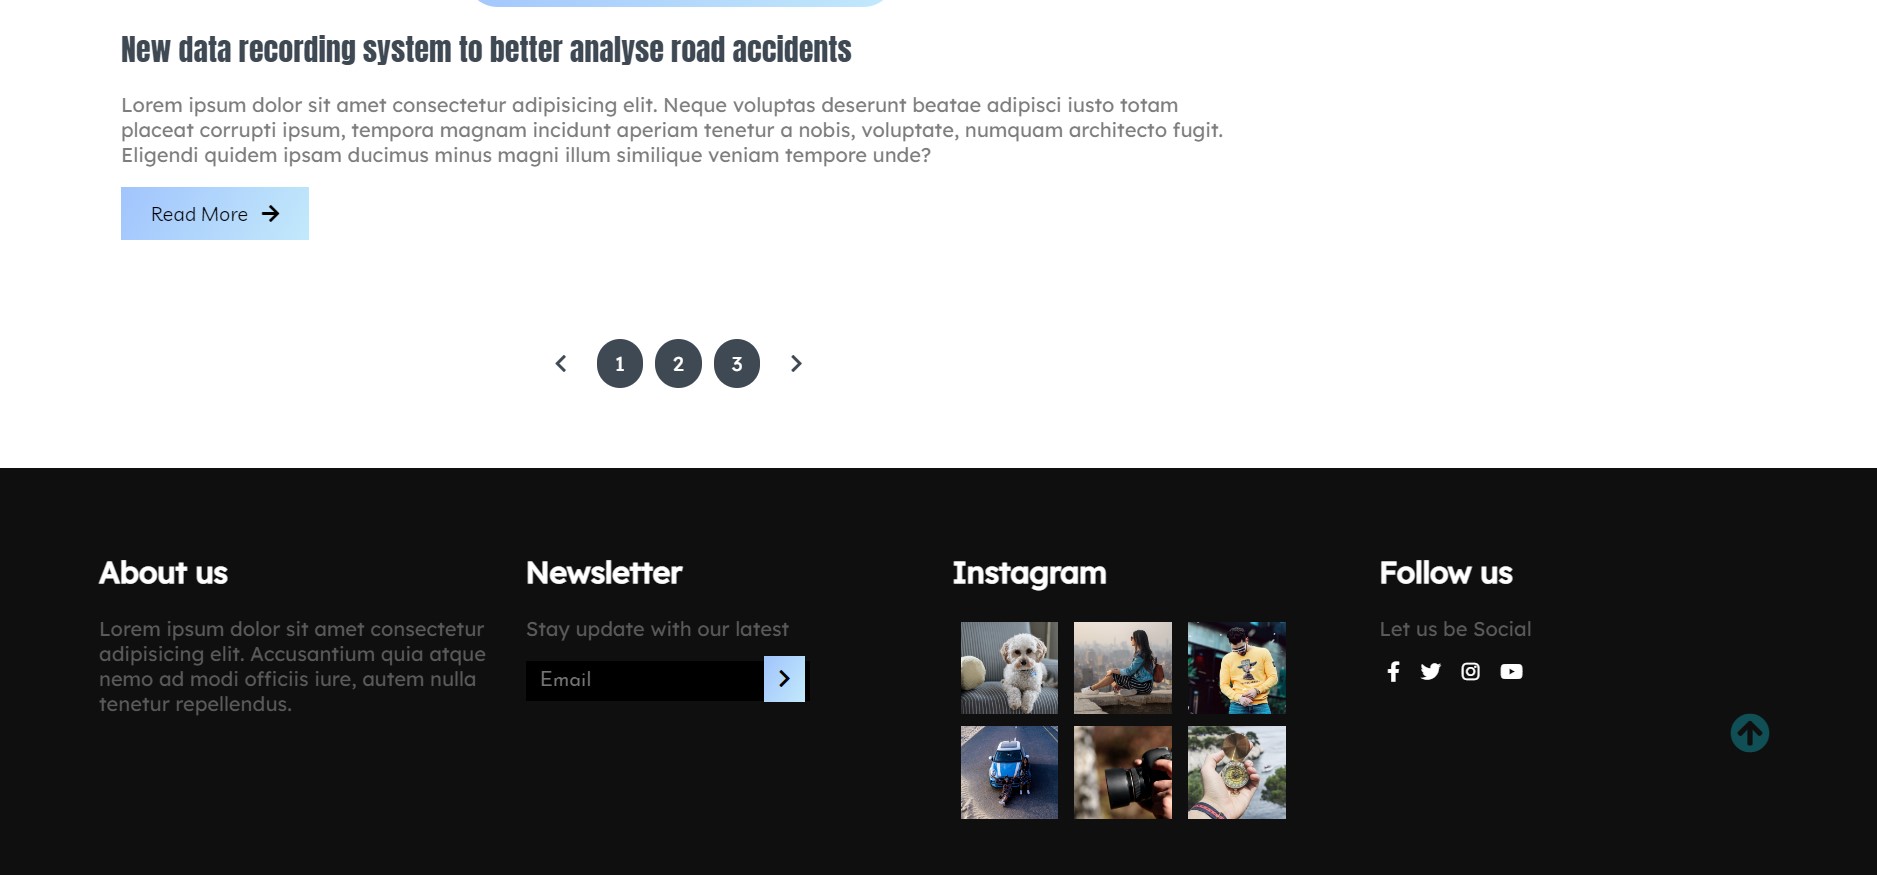 New data recording system to better analyse road accidents
Lorem ipsum dolor sit amet consectetur adipisicing elit. Neque voluptas deserunt beatae adipisci iusto totam
placeat corrupti ipsum, tempora magnam incidunt aperiam tenetur a nobis, voluptate, numquam architecto fugit.
Eligendi quidem ipsam ducimus minus magni illum similique veniam tempore unde?
Read More
1 2 3
About us
Lorem ipsum dolor sit amet consectetur
adipisicing elit. Accusantium quia atque
nemo ad modi officiis iure, autem nulla
tenetur repellendus.
Newsletter
Stay update with our latest
Email
Instagram
Follow us
Let us be Social